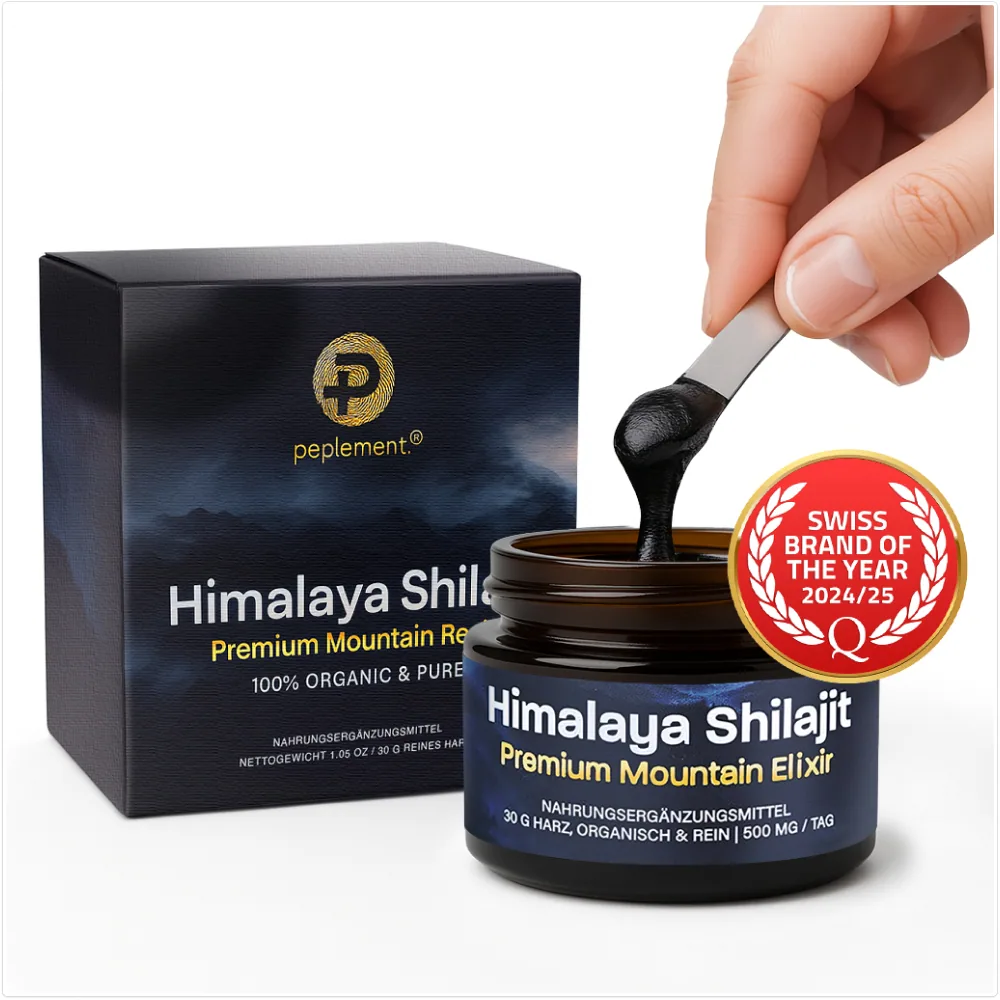 peplement.®
Himalaya Shila
Premium Mountain Re
100% ORGANIC & PURE
NAHRUNGSERGÄNZUNGSMITTEL
NETTOGEWICHT 1.05 OZ / 30 G REINES HAR
SWISS
BRAND OF
THE YEAR
2024/25
Q
Himalaya Shilajit
Premium Mountain Elixir
NAHRUNGSERGÄNZUNGSMITTEL
30 G HARZ, ORGANISCH & REIN | 500 MG / TAG